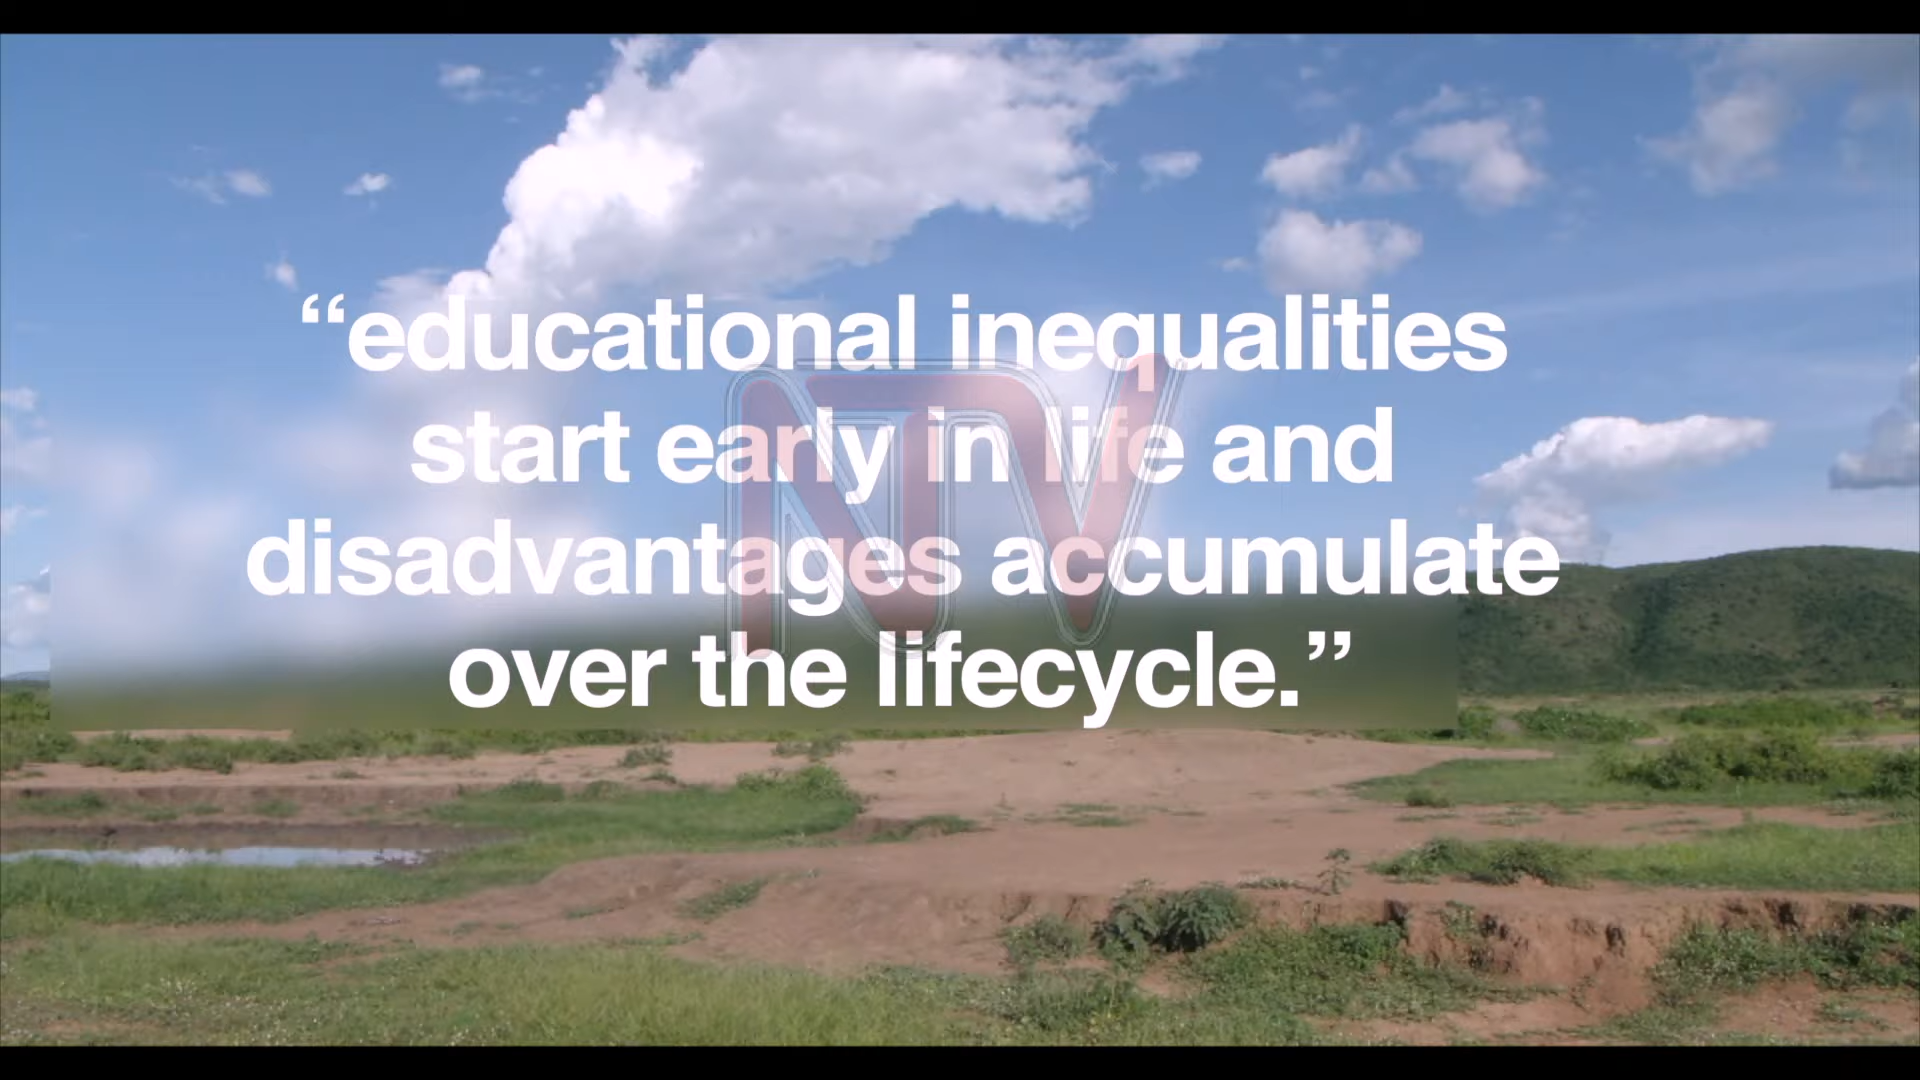 “educational inequalities
start early in life and
disadvantages accumulate
over the lifecycle.”
NTV